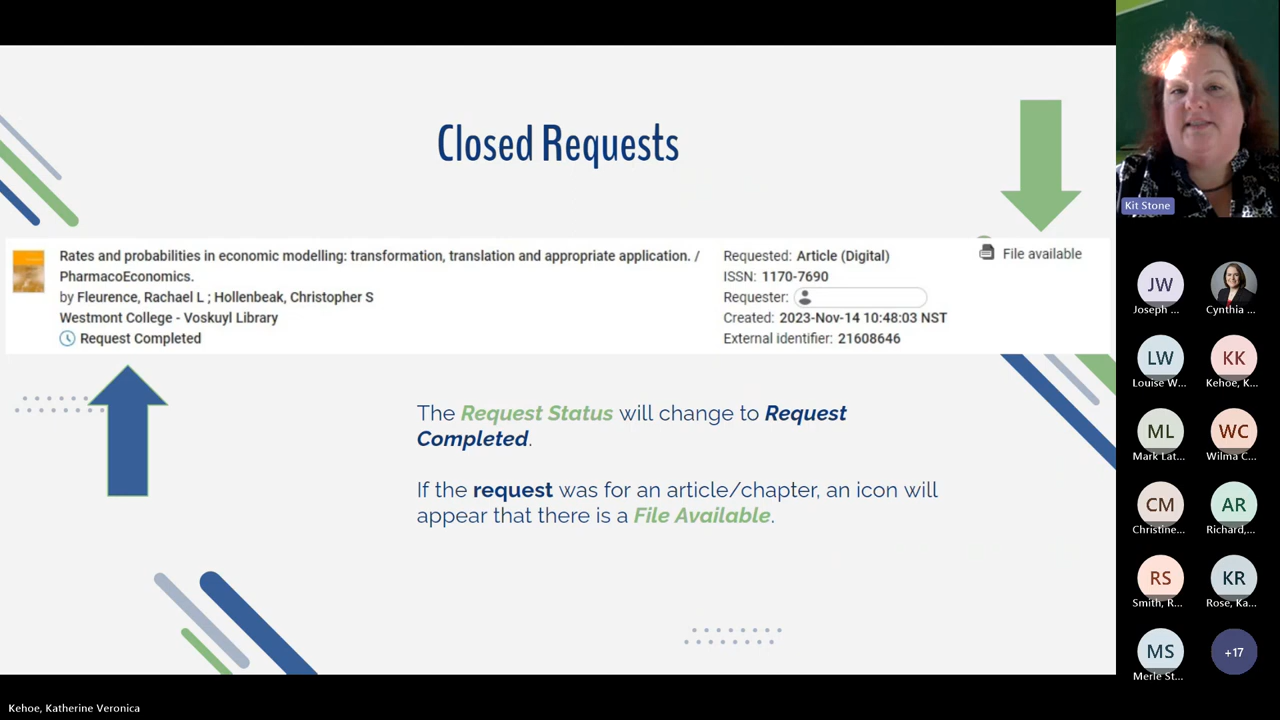 Closed Requests
Rates and probabilities in economic modelling: transformation, translation and appropriate application. /
PharmacoEconomics.
by Fleurence, Rachael L ; Hollenbeak, Christopher S
Westmont College - Voskuyl Library
Request Completed
Requested: Article (Digital)
ISSN: 1170-7690
Requester:
Created: 2023-Nov-14 10:48:03 NST
External identifier: 21608646
File available
The Request Status will change to Request
Completed.
If the request was for an article/chapter, an icon will
appear that there is a File Available.
Kit Stone
JW
Joseph ...
Cynthia ...
LW
Louise W...
KK
Kehoe, K...
ML
Mark Lat...
WC
Wilma C...
CM
Christine...
AR
Richard,...
RS
Smith, R...
KR
Rose, Ka...
MS
Merle St...
+17
Kehoe, Katherine Veronica